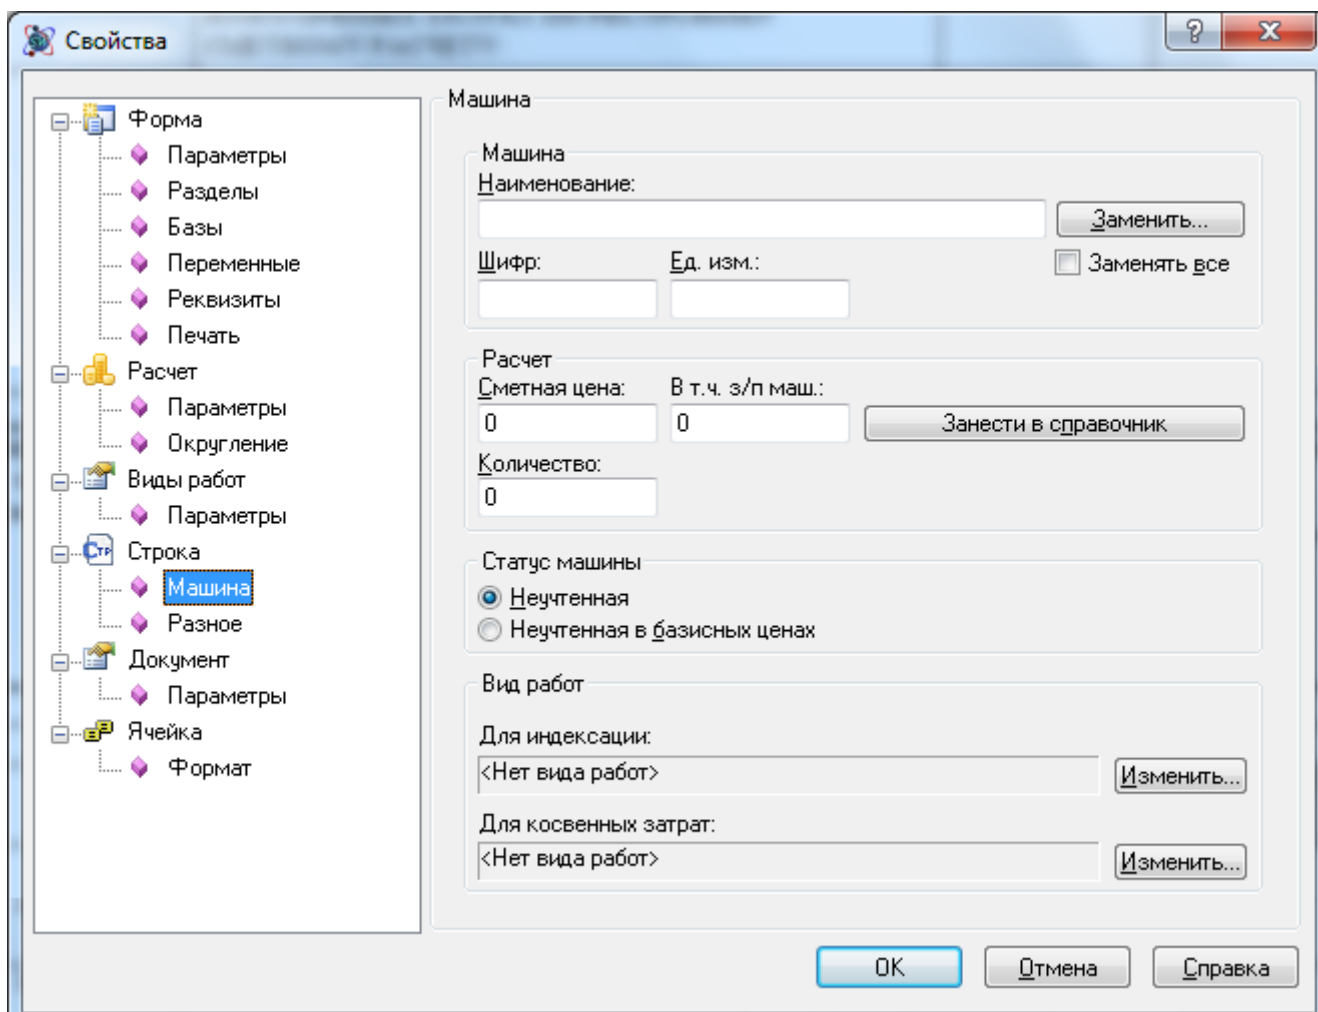 Свойства
Форма
Параметры
Разделы
Базы
Переменные
Реквизиты
Печать
Расчет
Параметры
Округление
Виды работ
Параметры
Строка
Машина
Разное
Документ
Параметры
Ячейка
Формат
Машина
Машина
Наименование:
Заменить...
Шифр: Ед. изм.: Заменять все
Расчет
Сметная цена: В т.ч. з/п маш.:
0 0 Занести в справочник
Количество:
0
Статус машины
Неучтенная
Неучтенная в базисных ценах
Вид работ
Для индексации:
<Нет вида работ> Изменить...
Для косвенных затрат:
<Нет вида работ> Изменить...
OK Отмена Справка